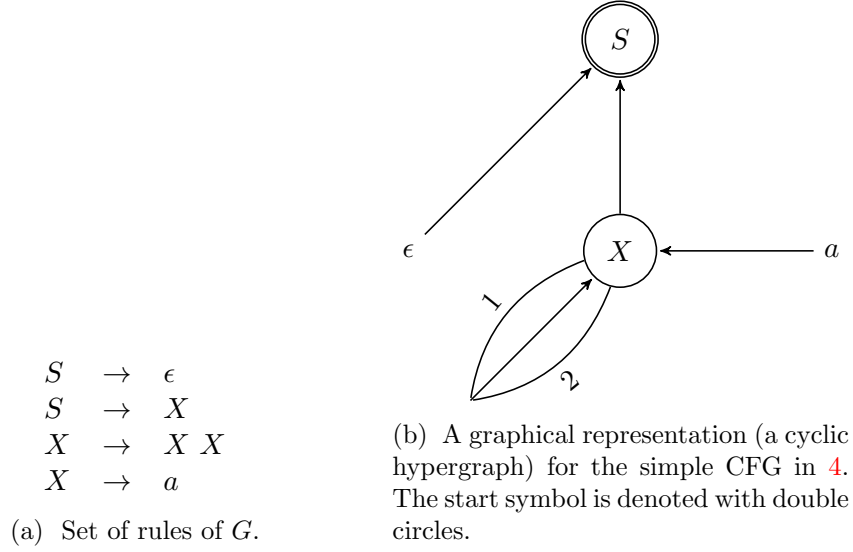 S
ϵ
X
a
1
2
S → ϵ
S → X
X → X X
X → a
(a) Set of rules of G.
(b) A graphical representation (a cyclic
hypergraph) for the simple CFG in 4.
The start symbol is denoted with double
circles.